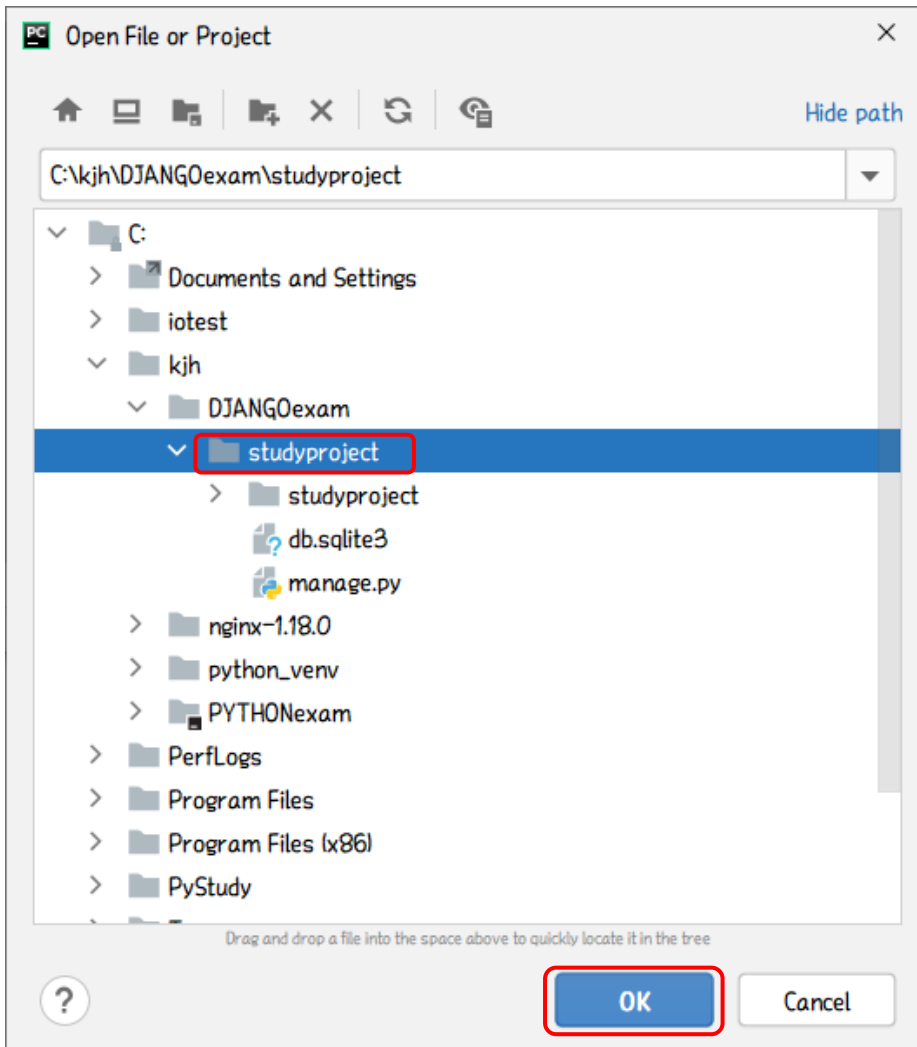 PC Open File or Project
Hide path
C:\kjh\DJANGOexam\studyproject
C:
Documents and Settings
iotest
kjh
DJANGOexam
studyproject
studyproject
db.sqlite3
manage.py
nginx-1.18.0
python_venv
PYTHONexam
PerfLogs
Program Files
Program Files (x86)
PyStudy
Drag and drop a file into the space above to quickly locate it in the tree
? OK Cancel